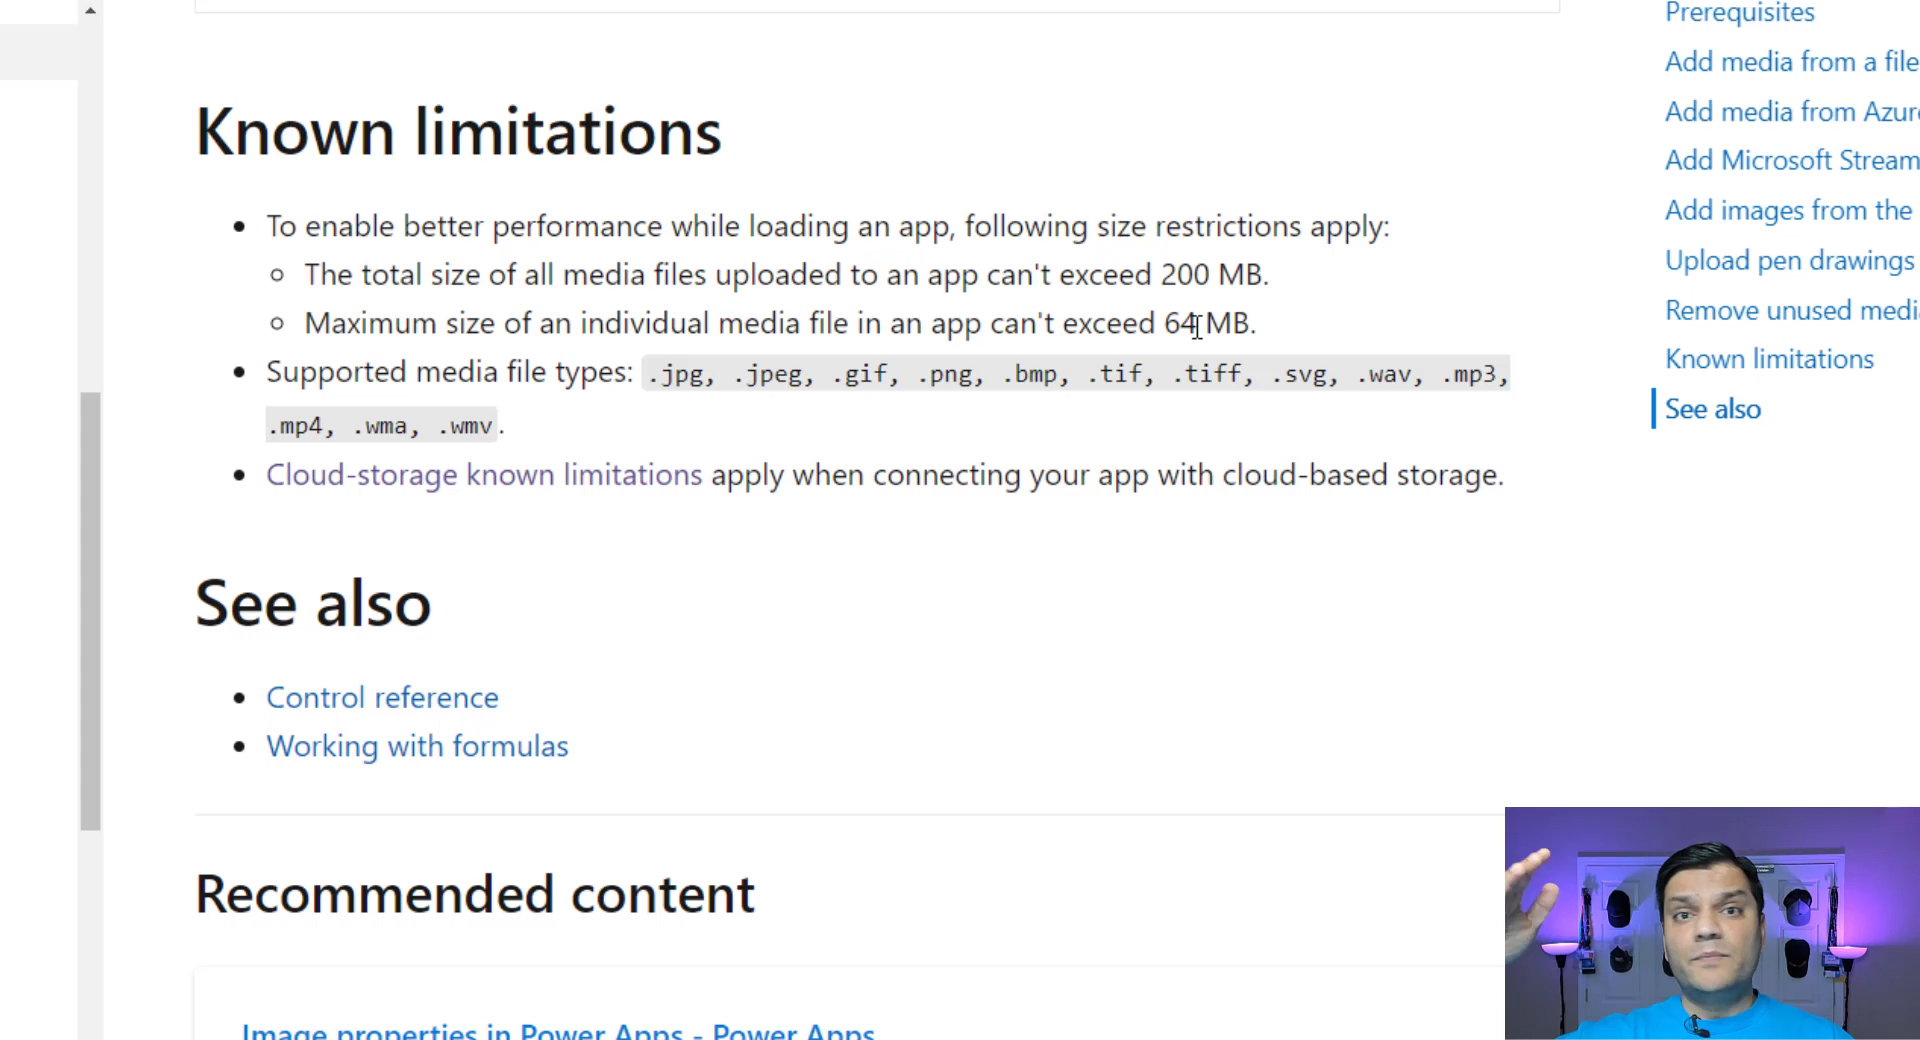 Prerequisites
Add media from a file
Add media from Azure
Add Microsoft Stream
Add images from the
Upload pen drawings
Remove unused medi
Known limitations
See also
Known limitations
• To enable better performance while loading an app, following size restrictions apply:
○ The total size of all media files uploaded to an app can't exceed 200 MB.
○ Maximum size of an individual media file in an app can't exceed 64 MB.
• Supported media file types: .jpg, .jpeg, .gif, .png, .bmp, .tif, .tiff, .svg, .wav, .mp3,
.mp4, .wma, .wmv.
• Cloud-storage known limitations apply when connecting your app with cloud-based storage.
See also
• Control reference
• Working with formulas
Recommended content
Image properties in Power Apps - Power Apps